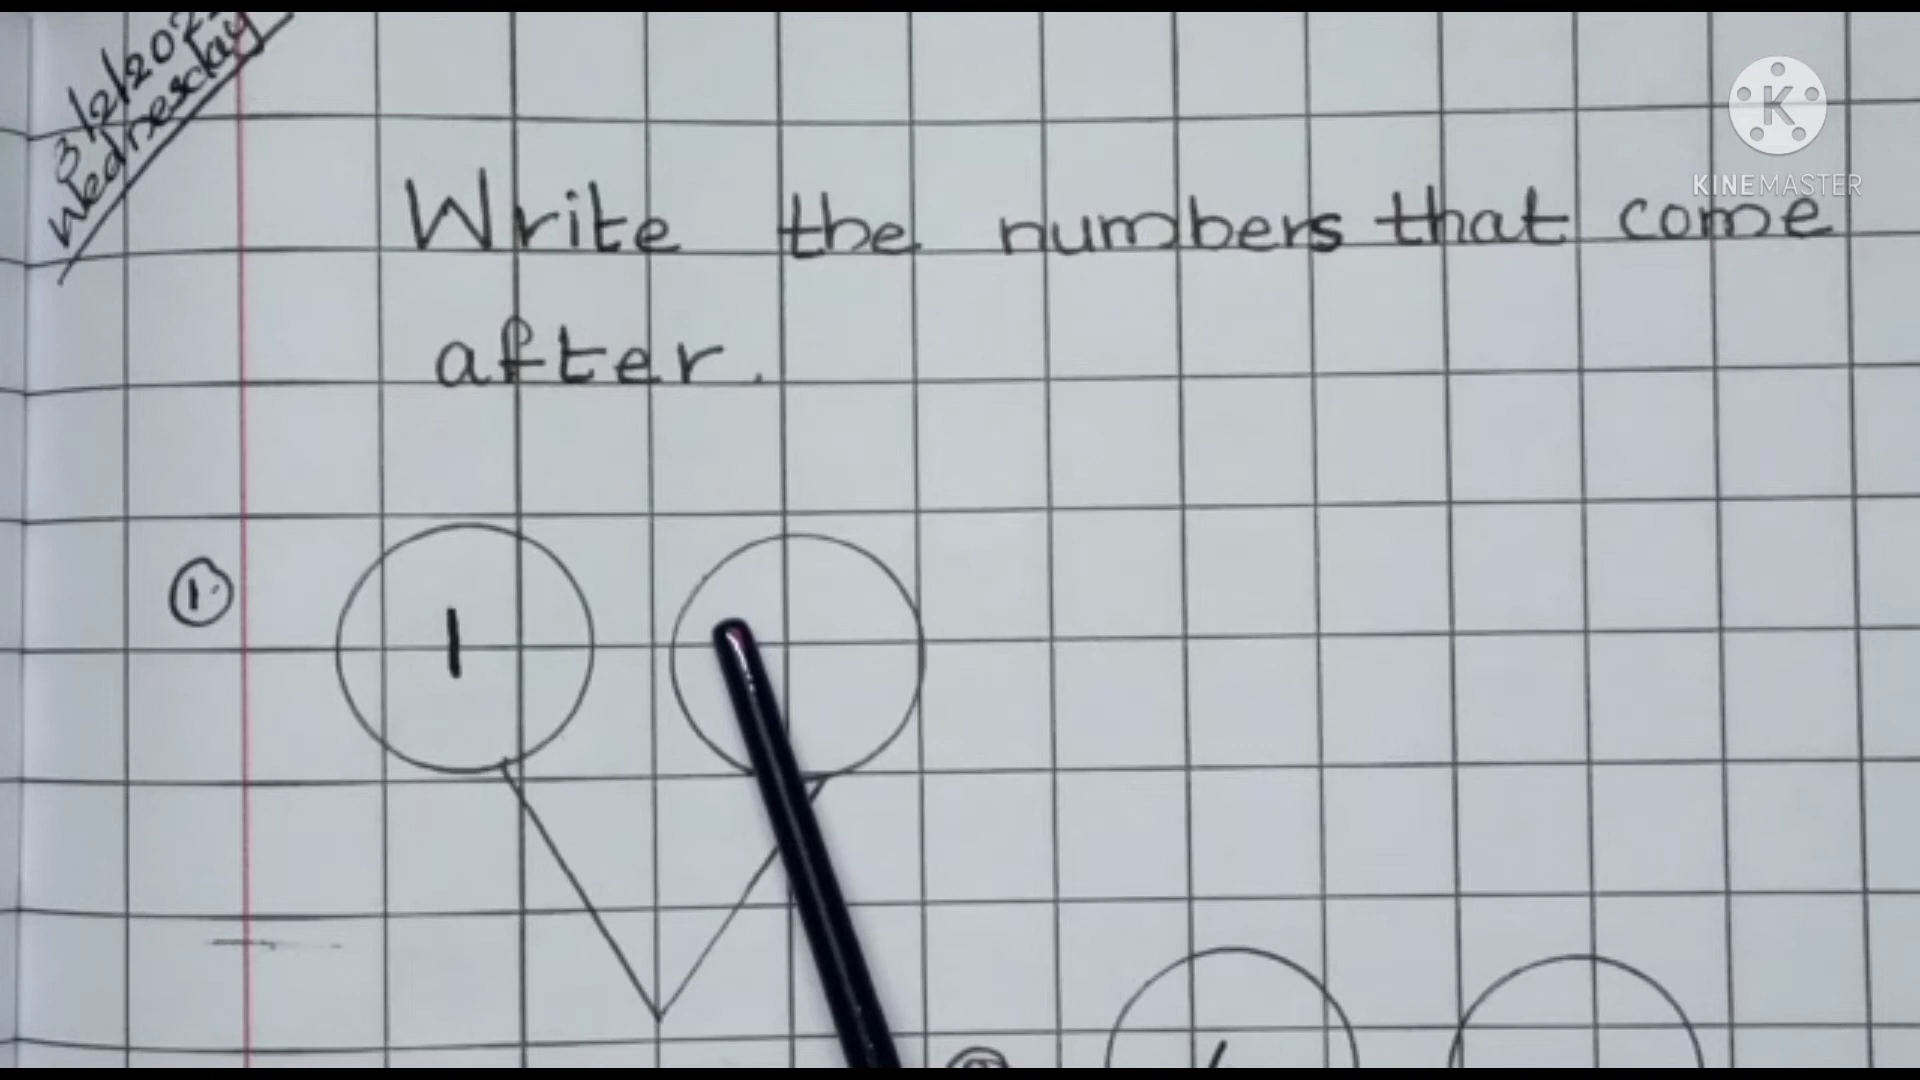 3/2/202
Wednesday
KINEMASTER
Write the numbers that come
after.
1.
1